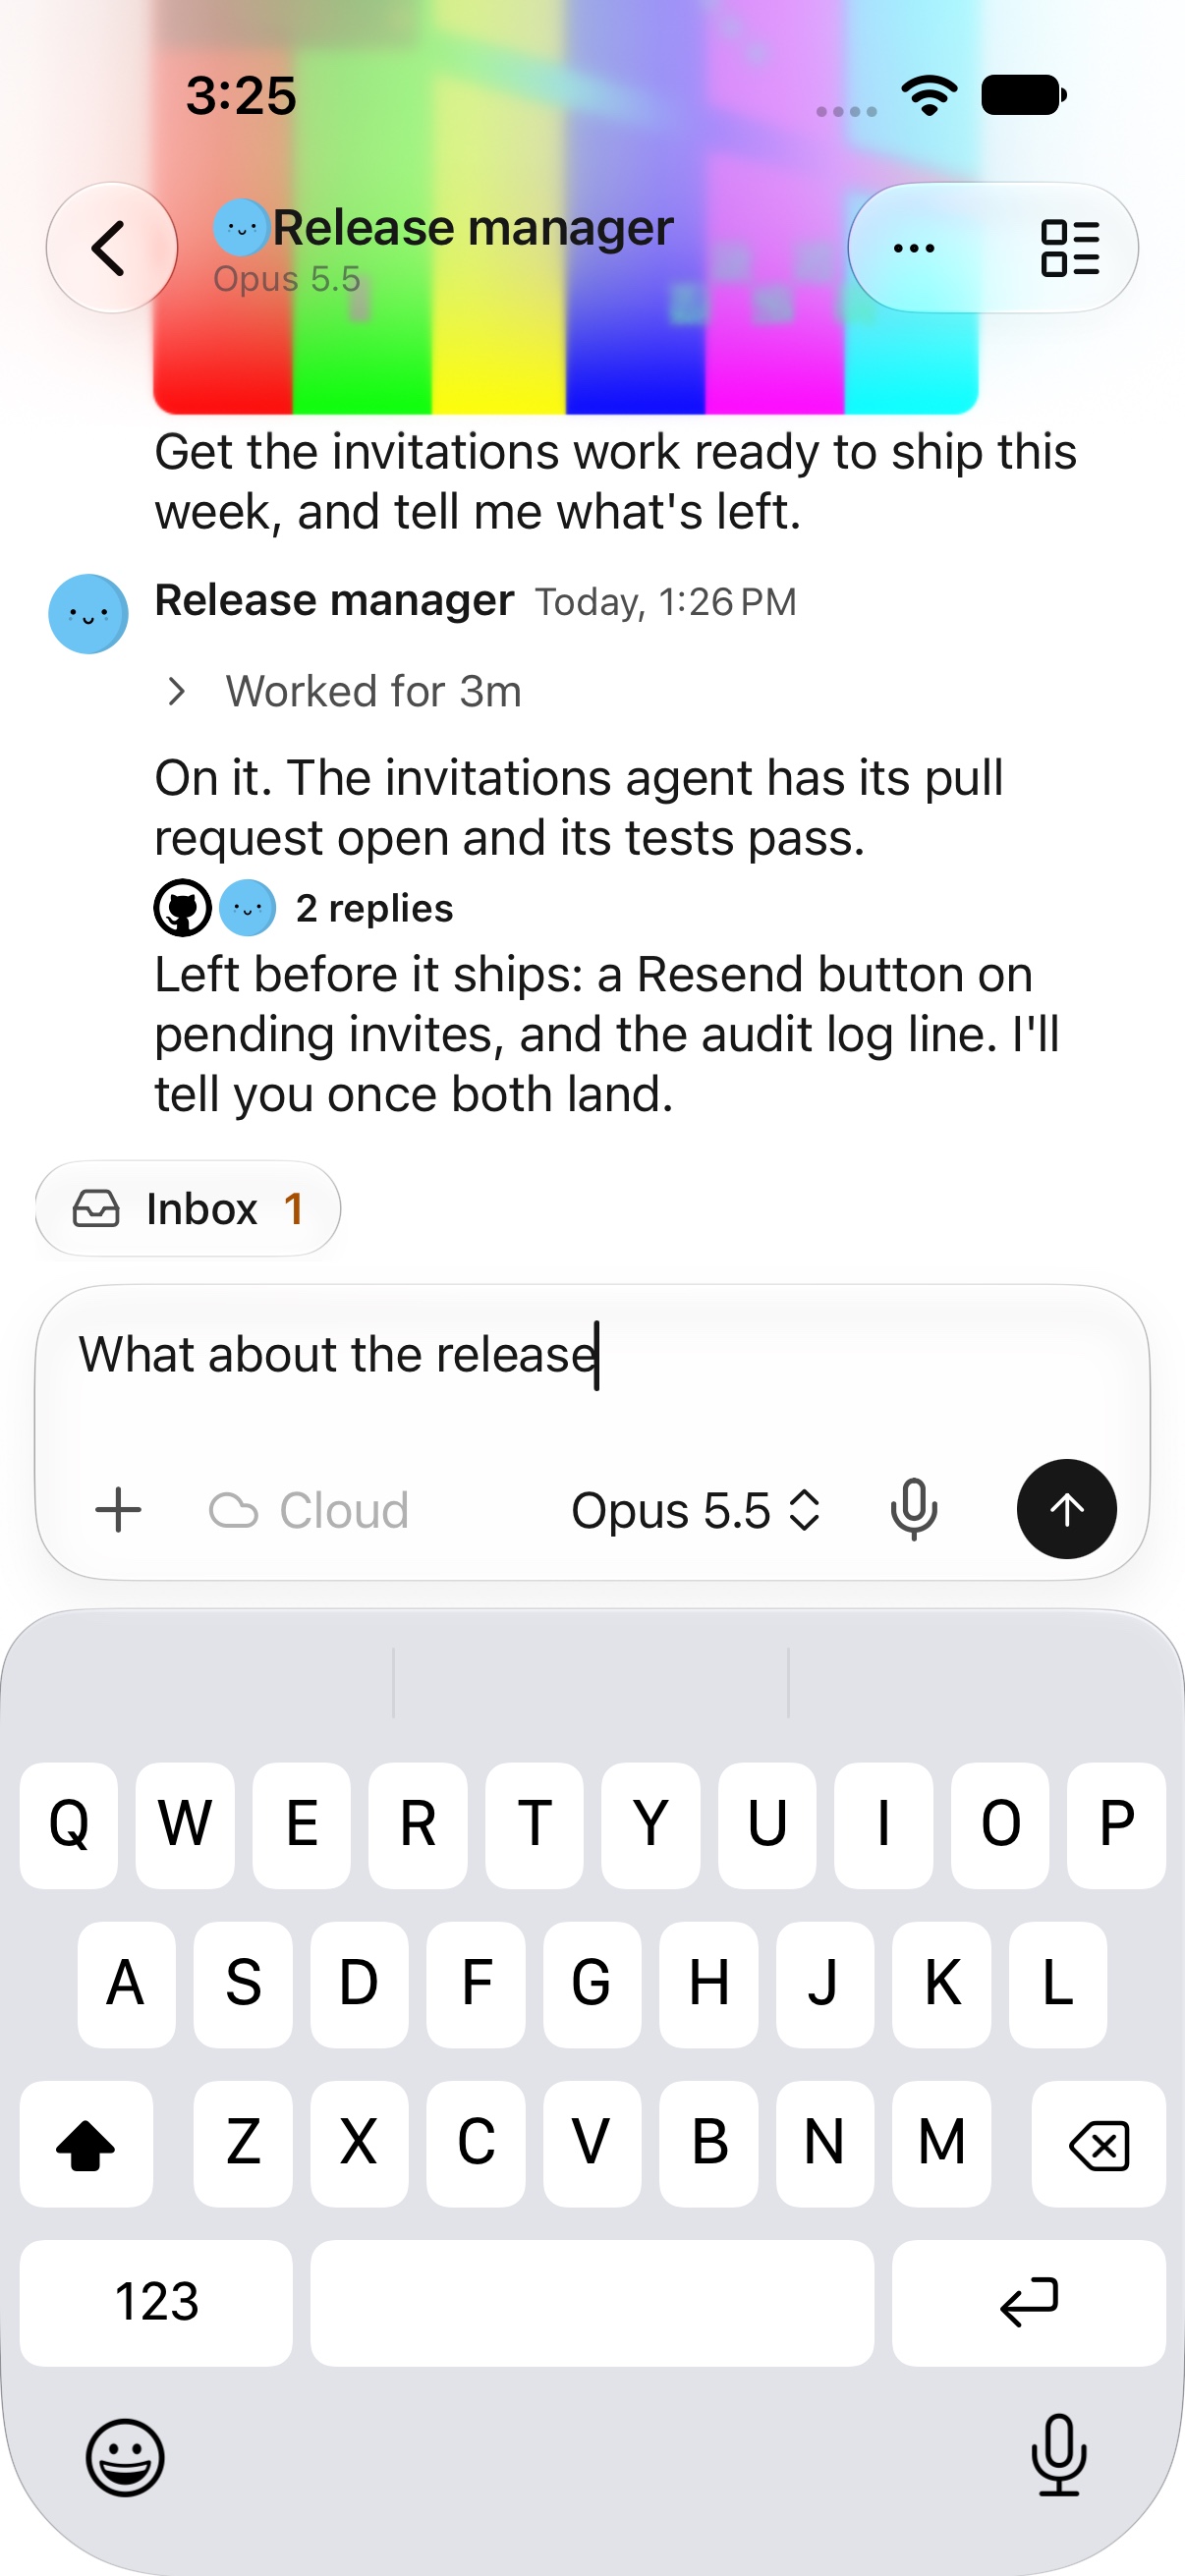 3:25
Release manager
Opus 5.5
Get the invitations work ready to ship this
week, and tell me what's left.
Release manager Today, 1:26 PM
Worked for 3m
On it. The invitations agent has its pull
request open and its tests pass.
2 replies
Left before it ships: a Resend button on
pending invites, and the audit log line. I'll
tell you once both land.
Inbox 1
What about the release
Cloud Opus 5.5
Q W E R T Y U I O P
A S D F G H J K L
Z X C V B N M
123